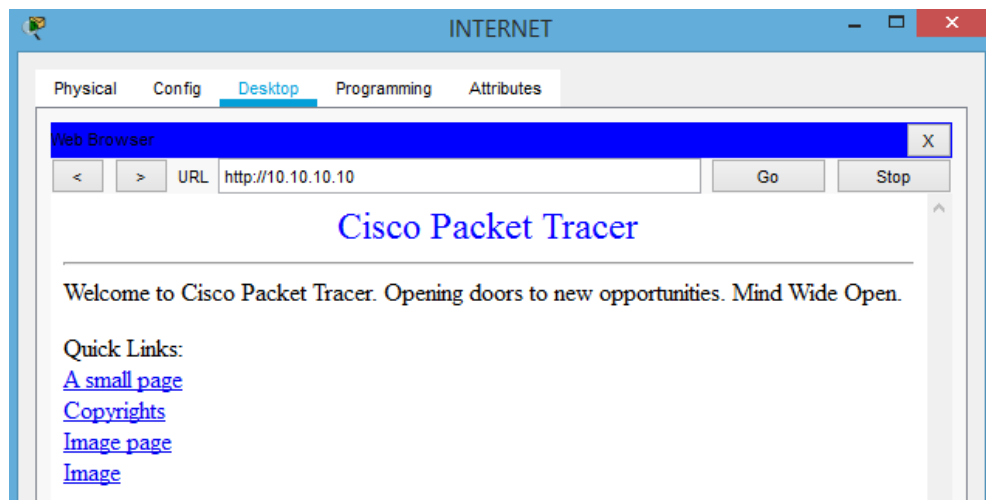 INTERNET
Physical Config Desktop Programming Attributes
Web Browser X
< > URL http://10.10.10.10 Go Stop
Cisco Packet Tracer
Welcome to Cisco Packet Tracer. Opening doors to new opportunities. Mind Wide Open.
Quick Links:
A small page
Copyrights
Image page
Image